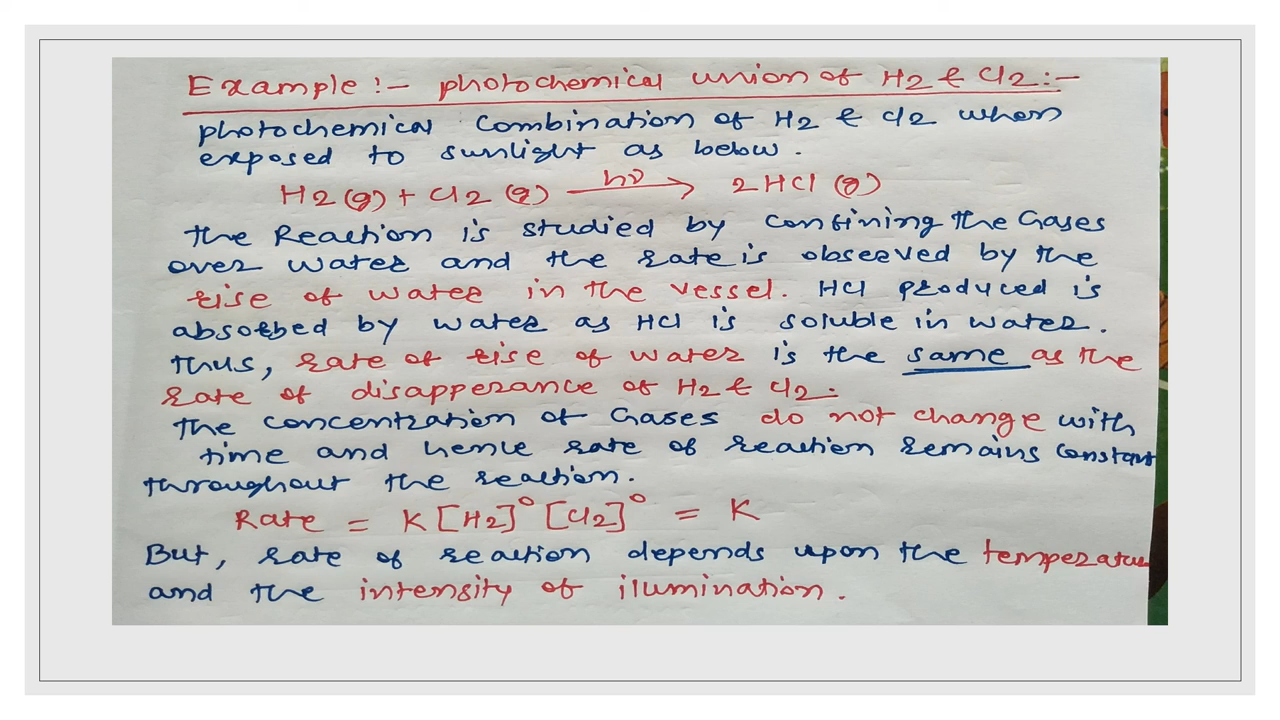 Example :- photochemical union of H2 & Cl2 :-
photochemical combination of H2 & Cl2 when
exposed to sunlight as below.
H2 (g) + Cl2 (g) hν → 2HCl (g)
The Reaction is studied by confining the Gases
over water and the rate is observed by the
rise of water in the vessel. HCl produced is
absorbed by water as HCl is soluble in water.
Thus, rate of rise of water is the same as the
rate of disapperance of H2 & Cl2.
The concentration of Gases do not change with
time and hence rate of reaction remains constant
throughout the reaction.
Rate = K [H2]⁰ [Cl2]⁰ = K
But, rate of reaction depends upon the temperature
and the intensity of ilumination.